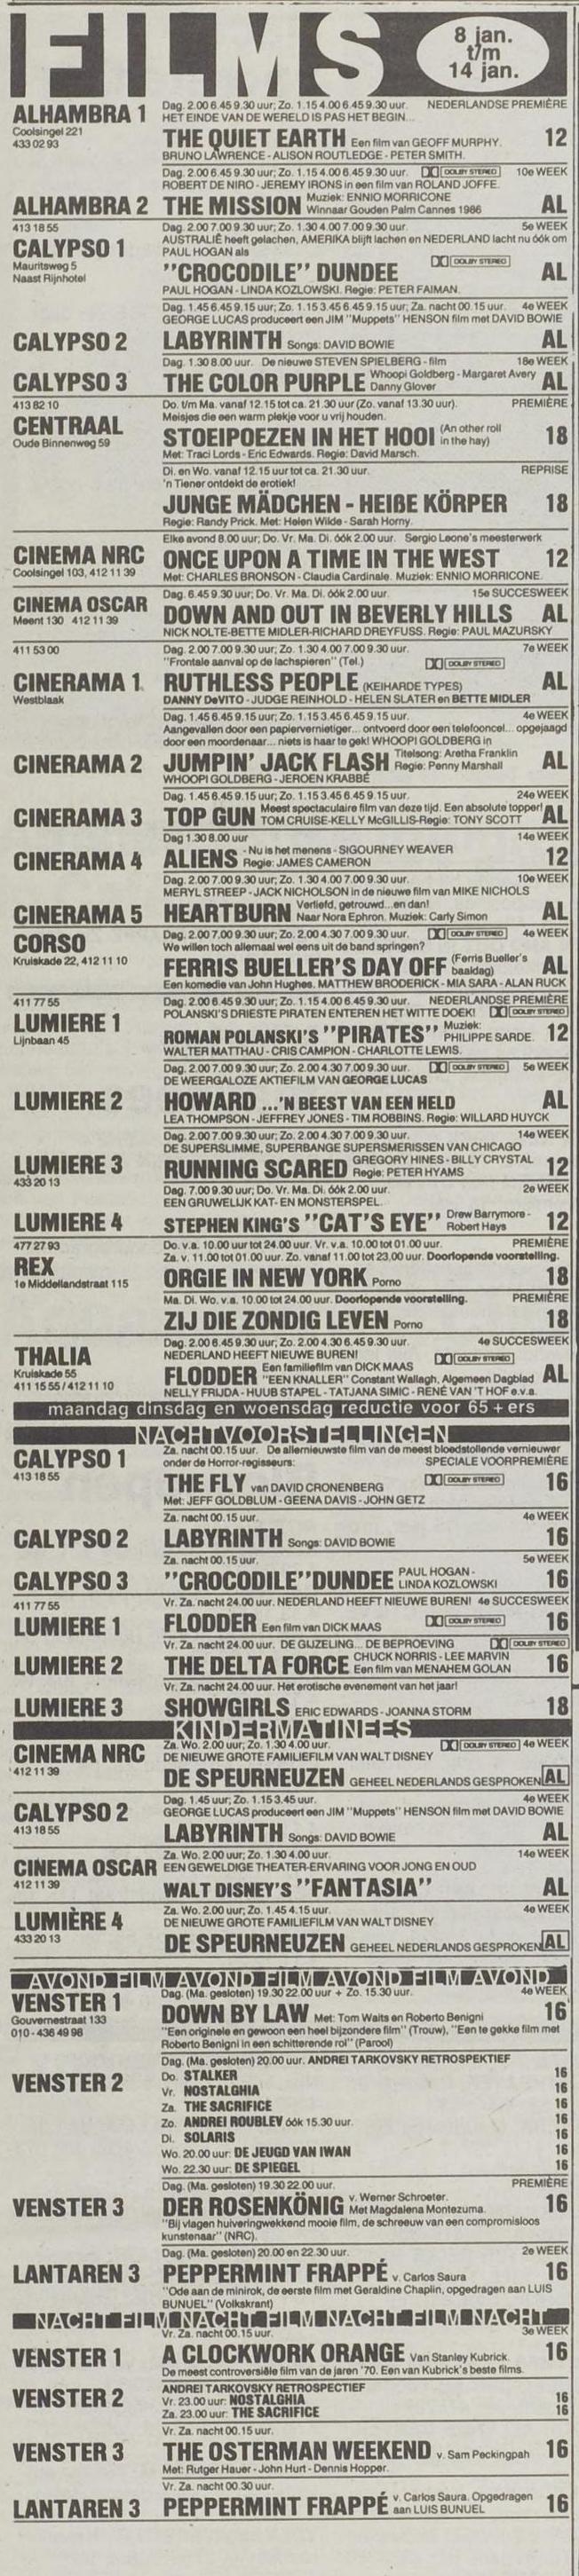 FILMS
8 jan.
t/m
14 jan.
ALHAMBRA 1
Coolsingel 221
433 02 93
Dag. 2.00 6.45 9.30 uur; Zo. 1.15 4.00 6.45 9.30 uur. NEDERLANDSE PREMIÈRE
HET EINDE VAN DE WERELD IS PAS HET BEGIN...
THE QUIET EARTH Een film van GEOFF MURPHY. 12
BRUNO LAWRENCE - ALISON ROUTLEDGE - PETER SMITH.
Dag. 2.00 6.45 9.30 uur; Zo. 1.15 4.00 6.45 9.30 uur. DOLBY STEREO 10e WEEK
ROBERT DE NIRO - JEREMY IRONS in een film van ROLAND JOFFE.
ALHAMBRA 2 THE MISSION Muziek: ENNIO MORRICONE
Winnaar Gouden Palm Cannes 1986 AL
413 18 55
CALYPSO 1
Mauritsweg 5
Naast Rijnhotel
Dag. 2.00 7.00 9.30 uur; Zo. 1.30 4.00 7.00 9.30 uur. 5e WEEK
AUSTRALIË heeft gelachen, AMERIKA blijft lachen en NEDERLAND lacht nu óók om
PAUL HOGAN als DOLBY STEREO
"CROCODILE" DUNDEE AL
PAUL HOGAN - LINDA KOZLOWSKI. Regie: PETER FAIMAN.
Dag. 1.45 6.45 9.15 uur; Zo. 1.15 3.45 6.45 9.15 uur; Za. nacht 00.15 uur. 4e WEEK
GEORGE LUCAS produceert een JIM "Muppets" HENSON film met DAVID BOWIE
CALYPSO 2 LABYRINTH Songs: DAVID BOWIE AL
Dag. 1.30 8.00 uur. De nieuwe STEVEN SPIELBERG - film 18e WEEK
CALYPSO 3 THE COLOR PURPLE Whoopi Goldberg - Margaret Avery
Danny Glover AL
413 82 10
CENTRAAL
Oude Binnenweg 59
Do. t/m Ma. vanaf 12.15 tot ca. 21.30 uur (Zo. vanaf 13.30 uur). PREMIÈRE
Meisjes die een warm plekje voor u vrij houden.
STOEIPOEZEN IN HET HOOI (An other roll
in the hay) 18
Met: Traci Lords - Eric Edwards. Regie: David Marsch.
Di. en Wo. vanaf 12.15 uur tot ca. 21.30 uur. REPRISE
'n Tiener ontdekt de erotiek!
JUNGE MÄDCHEN - HEIßE KÖRPER 18
Regie: Randy Prick. Met: Helen Wilde - Sarah Horny.
Elke avond 8.00 uur; Do. Vr. Ma. Di. óók 2.00 uur. Sergio Leone's meesterwerk
CINEMA NRC
Coolsingel 103, 412 11 39
ONCE UPON A TIME IN THE WEST 12
Met: CHARLES BRONSON - Claudia Cardinale. Muziek: ENNIO MORRICONE.
Dag. 6.45 9.30 uur; Do. Vr. Ma. Di. óók 2.00 uur. 15e SUCCESWEEK
CINEMA OSCAR
Meent 130 412 11 39
DOWN AND OUT IN BEVERLY HILLS AL
NICK NOLTE-BETTE MIDLER-RICHARD DREYFUSS. Regie: PAUL MAZURSKY
411 53 00
Dag. 2.00 7.00 9.30 uur; Zo. 1.30 4.00 7.00 9.30 uur. 7e WEEK
"Frontale aanval op de lachspieren" (Tel.) DOLBY STEREO
CINERAMA 1
Westblaak
RUTHLESS PEOPLE (KEIHARDE TYPES) AL
DANNY DeVITO - JUDGE REINHOLD - HELEN SLATER en BETTE MIDLER
Dag. 1.45 6.45 9.15 uur; Zo. 1.15 3.45 6.45 9.15 uur. 4e WEEK
Aangevallen door een papiervernietiger... ontvoerd door een telefooncel... opgejaagd
door een moordenaar... niets is haar te gek! WHOOPI GOLDBERG in
CINERAMA 2 JUMPIN' JACK FLASH Titelsong: Aretha Franklin
Regie: Penny Marshall AL
WHOOPI GOLDBERG - JEROEN KRABBÉ
Dag. 1.45 6.45 9.15 uur; Zo. 1.15 3.45 6.45 9.15 uur. 24e WEEK
CINERAMA 3 TOP GUN Meest spectaculaire film van deze tijd. Een absolute topper!
TOM CRUISE-KELLY McGILLIS-Regie: TONY SCOTT AL
Dag 1.30 8.00 uur 14e WEEK
CINERAMA 4 ALIENS - Nu is het menens - SIGOURNEY WEAVER
Regie: JAMES CAMERON 12
Dag. 2.00 7.00 9.30 uur; Zo. 1.30 4.00 7.00 9.30 uur. 10e WEEK
MERYL STREEP - JACK NICHOLSON in de nieuwe film van MIKE NICHOLS
CINERAMA 5 HEARTBURN Verliefd, getrouwd...en dan!
Naar Nora Ephron. Muziek: Carly Simon AL
CORSO
Kruiskade 22, 412 11 10
Dag. 2.00 7.00 9.30 uur; Zo. 2.00 4.30 7.00 9.30 uur. DOLBY STEREO 4e WEEK
We willen toch allemaal wel eens uit de band springen?
FERRIS BUELLER'S DAY OFF (Ferris Bueller's
baaldag) AL
Een komedie van John Hughes. MATTHEW BRODERICK - MIA SARA - ALAN RUCK
411 77 55
LUMIERE 1
Lijnbaan 45
Dag. 2.00 6.45 9.30 uur; Zo. 1.15 4.00 6.45 9.30 uur. NEDERLANDSE PREMIÈRE
POLANSKI'S DRIESTE PIRATEN ENTEREN HET WITTE DOEK! DOLBY STEREO
ROMAN POLANSKI'S "PIRATES" Muziek:
PHILIPPE SARDE. 12
WALTER MATTHAU - CRIS CAMPION - CHARLOTTE LEWIS.
Dag. 2.00 7.00 9.30 uur; Zo. 2.00 4.30 7.00 9.30 uur. DOLBY STEREO 5e WEEK
DE WEERGALOZE AKTIEFILM VAN GEORGE LUCAS
LUMIERE 2 HOWARD ...'N BEEST VAN EEN HELD AL
LEA THOMPSON - JEFFREY JONES - TIM ROBBINS. Regie: WILLARD HUYCK
Dag. 2.00 7.00 9.30 uur; Zo. 2.00 4.30 7.00 9.30 uur. 14e WEEK
DE SUPERSLIMME, SUPERBANGE SUPERSMERISSEN VAN CHICAGO
LUMIERE 3
433 20 13
RUNNING SCARED GREGORY HINES - BILLY CRYSTAL
Regie: PETER HYAMS 12
Dag. 7.00 9.30 uur; Do. Vr. Ma. Di. óók 2.00 uur. 2e WEEK
EEN GRUWELIJK KAT- EN MONSTERSPEL.
LUMIERE 4 STEPHEN KING'S "CAT'S EYE" Drew Barrymore -
Robert Hays 12
477 27 93
REX
1e Middellandstraat 115
Do. v.a. 10.00 uur tot 24.00 uur. Vr. v.a. 10.00 tot 01.00 uur. PREMIÈRE
Za. v. 11.00 tot 01.00 uur. Zo. vanaf 11.00 tot 23.00 uur. Doorlopende voorstelling.
ORGIE IN NEW YORK Porno 18
Ma. Di. Wo. v.a. 10.00 tot 24.00 uur. Doorlopende voorstelling. PREMIÈRE
ZIJ DIE ZONDIG LEVEN Porno 18
THALIA
Kruiskade 55
411 15 55 / 412 11 10
Dag. 2.00 6.45 9.30 uur; Zo. 2.00 4.30 6.45 9.30 uur. 4e SUCCESWEEK
NEDERLAND HEEFT NIEUWE BUREN! DOLBY STEREO
FLODDER Een familiefilm van DICK MAAS
"EEN KNALLER" Constant Wallagh, Algemeen Dagblad AL
NELLY FRIJDA - HUUB STAPEL - TATJANA SIMIC - RENÉ VAN 'T HOF e.v.a.
maandag dinsdag en woensdag reductie voor 65 + ers
NACHTVOORSTELLINGEN
CALYPSO 1
413 18 55
Za. nacht 00.15 uur. De allernieuwste film van de meest bloedstollende vernieuwer
onder de Horror-regisseurs: SPECIALE VOORPREMIÈRE
THE FLY van DAVID CRONENBERG DOLBY STEREO 16
Met: JEFF GOLDBLUM - GEENA DAVIS - JOHN GETZ
Za. nacht 00.15 uur. 4e WEEK
CALYPSO 2 LABYRINTH Songs: DAVID BOWIE 16
Za. nacht 00.15 uur. 5e WEEK
CALYPSO 3 "CROCODILE" DUNDEE PAUL HOGAN -
LINDA KOZLOWSKI 16
411 77 55
Vr. Za. nacht 24.00 uur. NEDERLAND HEEFT NIEUWE BUREN! 4e SUCCESWEEK
LUMIERE 1 FLODDER Een film van DICK MAAS DOLBY STEREO 16
Vr. Za. nacht 24.00 uur. DE GIJZELING... DE BEPROEVING DOLBY STEREO
LUMIERE 2 THE DELTA FORCE CHUCK NORRIS - LEE MARVIN
Een film van MENAHEM GOLAN 16
Vr. Za. nacht 24.00 uur. Het erotische evenement van het jaar!
LUMIERE 3 SHOWGIRLS ERIC EDWARDS - JOANNA STORM 18
KINDERMATINEES
CINEMA NRC
412 11 39
Za. Wo. 2.00 uur; Zo. 1.30 4.00 uur. DOLBY STEREO 4e WEEK
DE NIEUWE GROTE FAMILIEFILM VAN WALT DISNEY
DE SPEURNEUZEN GEHEEL NEDERLANDS GESPROKEN AL
CALYPSO 2
413 18 55
Dag. 1.45 uur; Zo. 1.15 3.45 uur. 4e WEEK
GEORGE LUCAS produceert een JIM "Muppets" HENSON film met DAVID BOWIE
LABYRINTH Songs: DAVID BOWIE AL
Za. Wo. 2.00 uur; Zo. 1.30 4.00 uur. 14e WEEK
CINEMA OSCAR
412 11 39
EEN GEWELDIGE THEATER-ERVARING VOOR JONG EN OUD
WALT DISNEY'S "FANTASIA" AL
LUMIÈRE 4
433 20 13
Za. Wo. 2.00 uur; Zo. 1.45 4.15 uur. 4e WEEK
DE NIEUWE GROTE FAMILIEFILM VAN WALT DISNEY
DE SPEURNEUZEN GEHEEL NEDERLANDS GESPROKEN AL
AVOND FILM AVOND FILM AVOND FILM AVOND
VENSTER 1
Gouvernestraat 133
010 - 436 49 98
Dag. (Ma. gesloten) 19.30 22.00 uur + Zo. 15.30 uur. 4e WEEK
DOWN BY LAW Met: Tom Waits en Roberto Benigni 16
"Een originele en gewoon een heel bijzondere film" (Trouw), "Een te gekke film met
Roberto Benigni in een schitterende rol" (Parool)
Dag. (Ma. gesloten) 20.00 uur. ANDREI TARKOVSKY RETROSPEKTIEF
VENSTER 2
Do. STALKER 16
Vr. NOSTALGHIA 16
Za. THE SACRIFICE 16
Zo. ANDREI ROUBLEV óók 15.30 uur. 16
Di. SOLARIS 16
Wo. 20.00 uur: DE JEUGD VAN IWAN 16
Wo. 22.30 uur: DE SPIEGEL 16
Dag. (Ma. gesloten) 19.30 22.00 uur. PREMIÈRE
VENSTER 3 DER ROSENKÖNIG v. Werner Schroeter.
Met Magdalena Montezuma. 16
"Bij vlagen huiveringwekkend mooie film, de schreeuw van een compromisloos
kunstenaar" (NRC).
Dag. (Ma. gesloten) 20.00 en 22.30 uur. 2e WEEK
LANTAREN 3 PEPPERMINT FRAPPÉ v. Carlos Saura 16
"Ode aan de minirok, de eerste film met Geraldine Chaplin, opgedragen aan LUIS
BUNUEL" (Volkskrant)
NACHT FILM NACHT FILM NACHT FILM NACHT
Vr. Za. nacht 00.15 uur. 3e WEEK
VENSTER 1 A CLOCKWORK ORANGE Van Stanley Kubrick. 16
De meest controversiële film van de jaren '70. Een van Kubrick's beste films.
VENSTER 2
ANDREI TARKOVSKY RETROSPECTIEF
Vr. 23.00 uur: NOSTALGHIA 16
Za. 23.00 uur: THE SACRIFICE 16
Vr. Za. nacht 00.15 uur.
VENSTER 3 THE OSTERMAN WEEKEND v. Sam Peckingpah 16
Met: Rutger Hauer - John Hurt - Dennis Hopper.
Vr. Za. nacht 00.30 uur.
LANTAREN 3 PEPPERMINT FRAPPÉ v. Carlos Saura. Opgedragen
aan LUIS BUNUEL 16